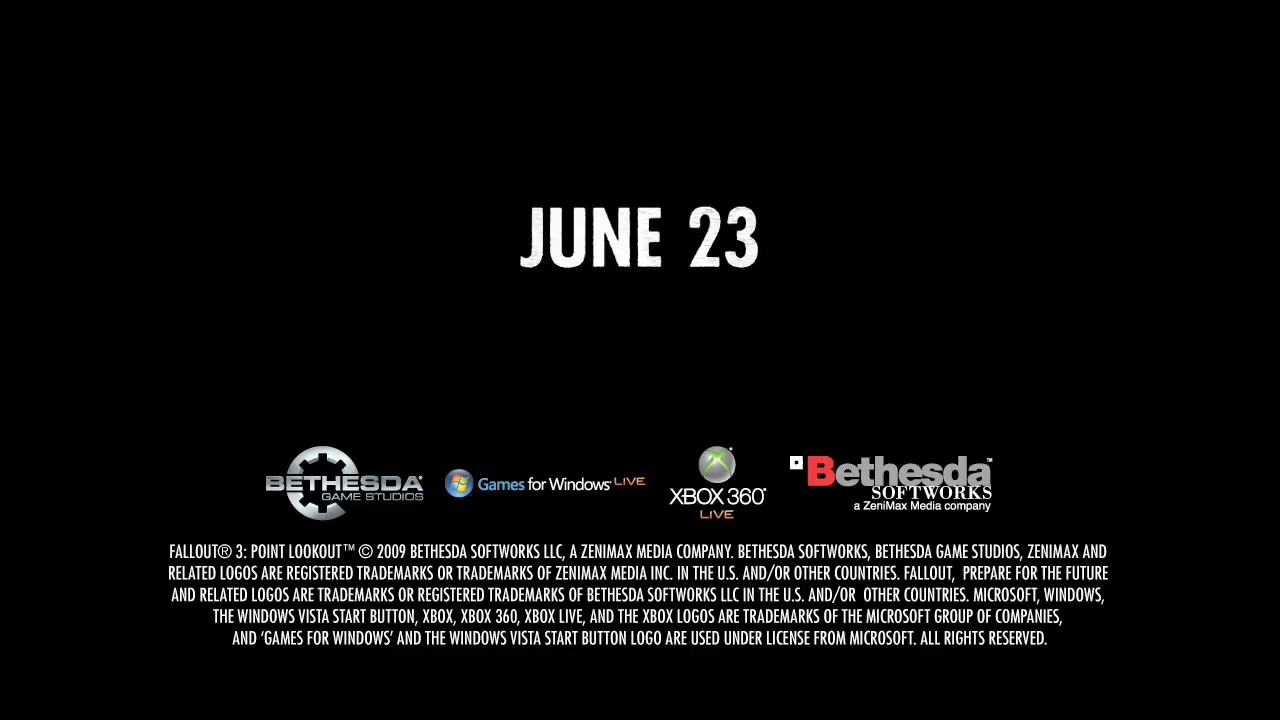 JUNE 23
BETHESDA®
GAME STUDIOS
Games for Windows® LIVE
XBOX 360®
LIVE
Bethesda™
SOFTWORKS
a ZeniMax Media company
FALLOUT® 3: POINT LOOKOUT™ © 2009 BETHESDA SOFTWORKS LLC, A ZENIMAX MEDIA COMPANY. BETHESDA SOFTWORKS, BETHESDA GAME STUDIOS, ZENIMAX AND
RELATED LOGOS ARE REGISTERED TRADEMARKS OR TRADEMARKS OF ZENIMAX MEDIA INC. IN THE U.S. AND/OR OTHER COUNTRIES. FALLOUT, PREPARE FOR THE FUTURE
AND RELATED LOGOS ARE TRADEMARKS OR REGISTERED TRADEMARKS OF BETHESDA SOFTWORKS LLC IN THE U.S. AND/OR OTHER COUNTRIES. MICROSOFT, WINDOWS,
THE WINDOWS VISTA START BUTTON, XBOX, XBOX 360, XBOX LIVE, AND THE XBOX LOGOS ARE TRADEMARKS OF THE MICROSOFT GROUP OF COMPANIES,
AND ‘GAMES FOR WINDOWS’ AND THE WINDOWS VISTA START BUTTON LOGO ARE USED UNDER LICENSE FROM MICROSOFT. ALL RIGHTS RESERVED.